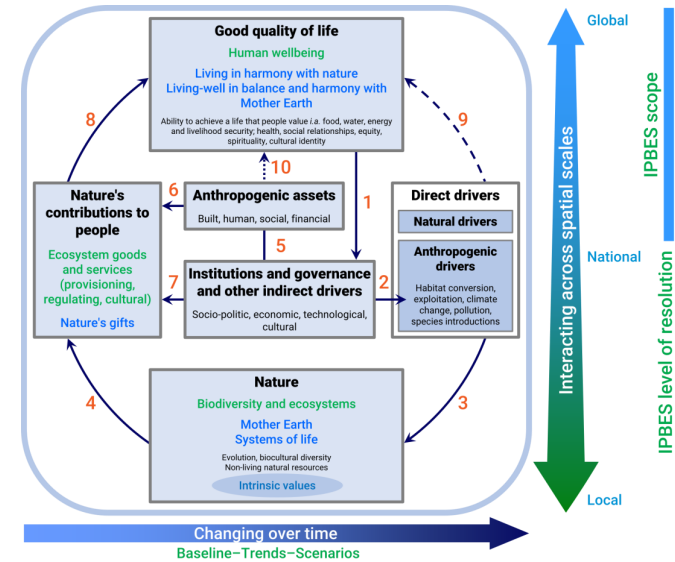 Good quality of life
Human wellbeing
Living in harmony with nature
Living-well in balance and harmony with
Mother Earth
Ability to achieve a life that people value i.a. food, water, energy
and livelihood security; health, social relationships, equity,
spirituality, cultural identity
8
9
10
1
Nature's
contributions to
people
Ecosystem goods
and services
(provisioning,
regulating, cultural)
Nature's gifts
6
Anthropogenic assets
Built, human, social, financial
5
7
Institutions and governance
and other indirect drivers
Socio-politic, economic, technological,
cultural
2
Direct drivers
Natural drivers
Anthropogenic
drivers
Habitat conversion,
exploitation, climate
change, pollution,
species introductions
4
3
Nature
Biodiversity and ecosystems
Mother Earth
Systems of life
Evolution, biocultural diversity
Non-living natural resources
Intrinsic values
Changing over time
Baseline–Trends–Scenarios
Global
National
Local
Interacting across spatial scales
IPBES scope
IPBES level of resolution